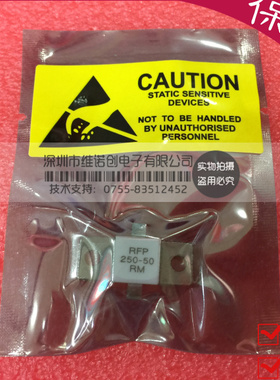 保
CAUTION
STATIC SENSITIVE
DEVICES
NOT TO BE HANDLED
BY UNAUTHORISED
PERSONNEL
深圳市维诺创电子有限公司
实物拍摄
盗图必究
技术支持：0755-83512452
RFP
250-50
RM